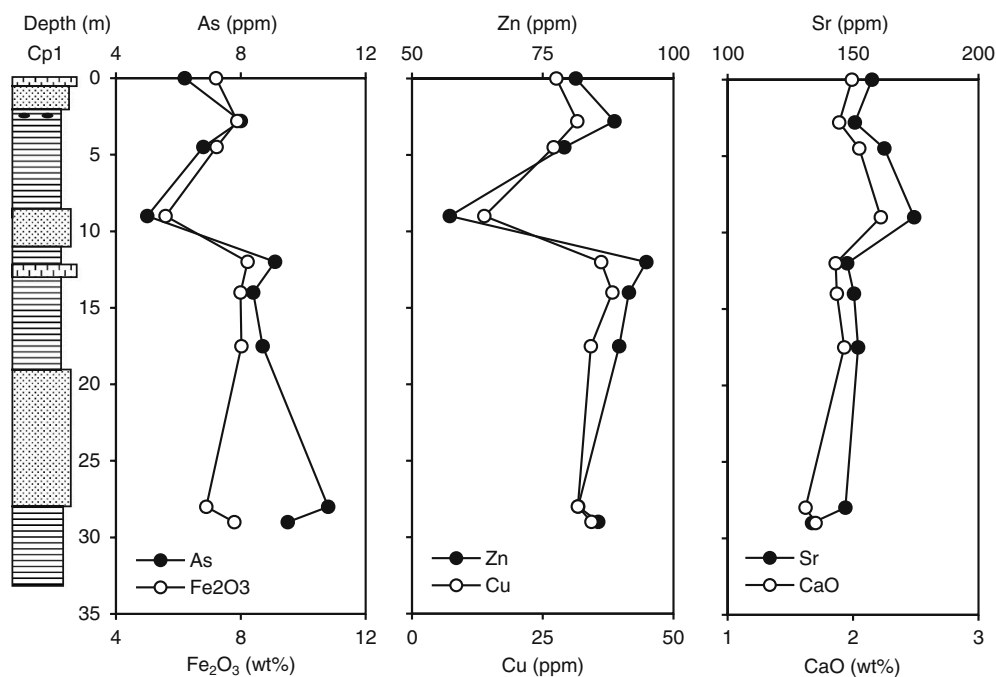 Depth (m) As (ppm) Zn (ppm) Sr (ppm)
Cp1 4 8 12 50 75 100 100 150 200
0
5
10
15
20
25
30
35
As Zn Sr
Fe2O3 Cu CaO
4 8 12 0 25 50 1 2 3
Fe₂O₃ (wt%) Cu (ppm) CaO (wt%)